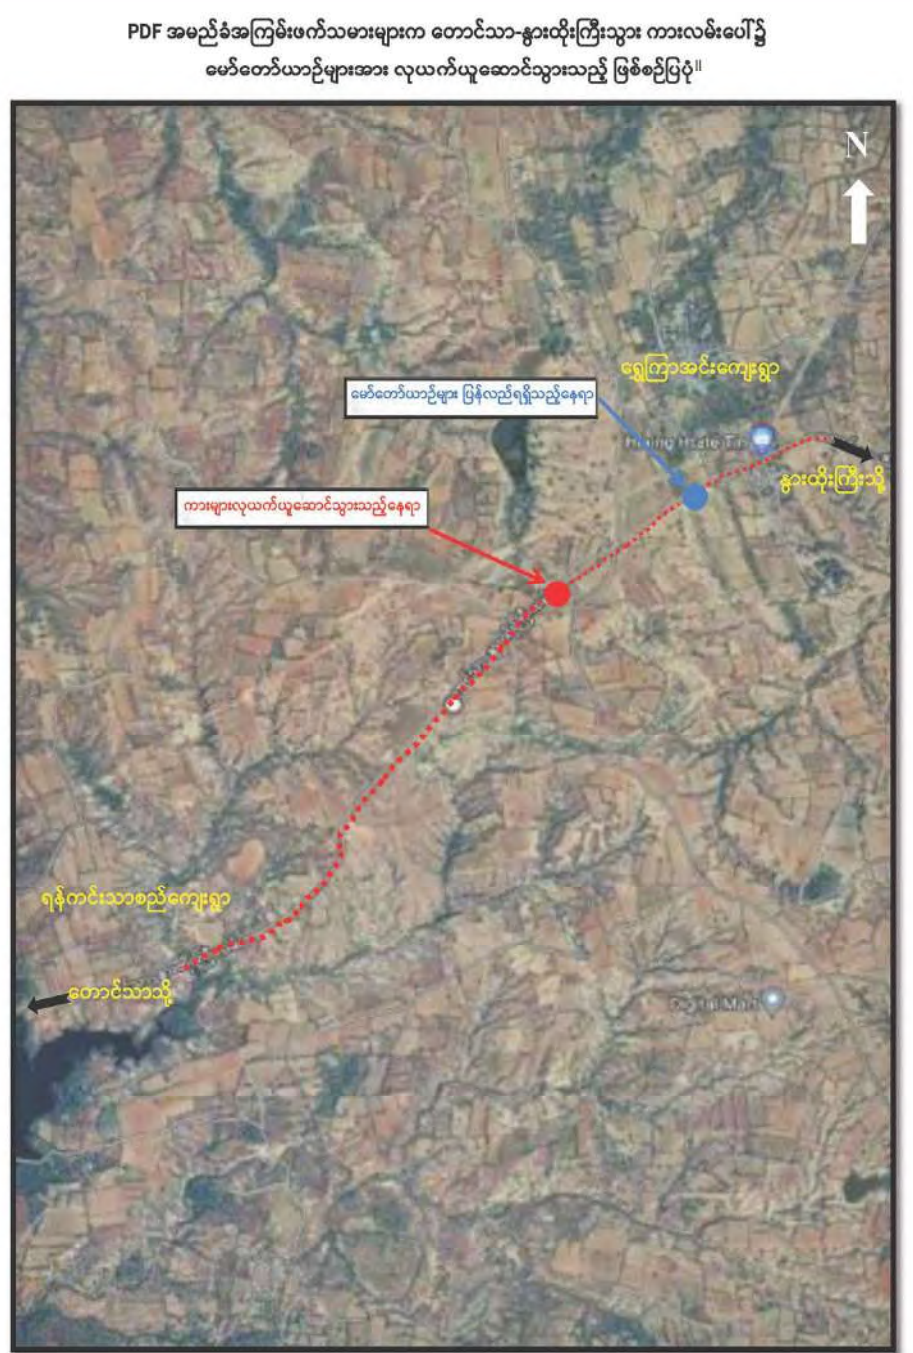 PDF အမည်ခံအကြမ်းဖက်သမားများက တောင်သာ-နွားထိုးကြီးသွား ကားလမ်းပေါ်၌
မော်တော်ယာဉ်များအား လုယက်ယူဆောင်သွားသည့် ဖြစ်စဉ်ပြပုံ။
N
ရွှေကြာအင်းကျေးရွာ
မော်တော်ယာဉ်များ ပြန်လည်ရရှိသည့်နေရာ
နွားထိုးကြီးသို့
ကားများလုယက်ယူဆောင်သွားသည့်နေရာ
ရန်ကင်းသာစည်ကျေးရွာ
တောင်သာသို့